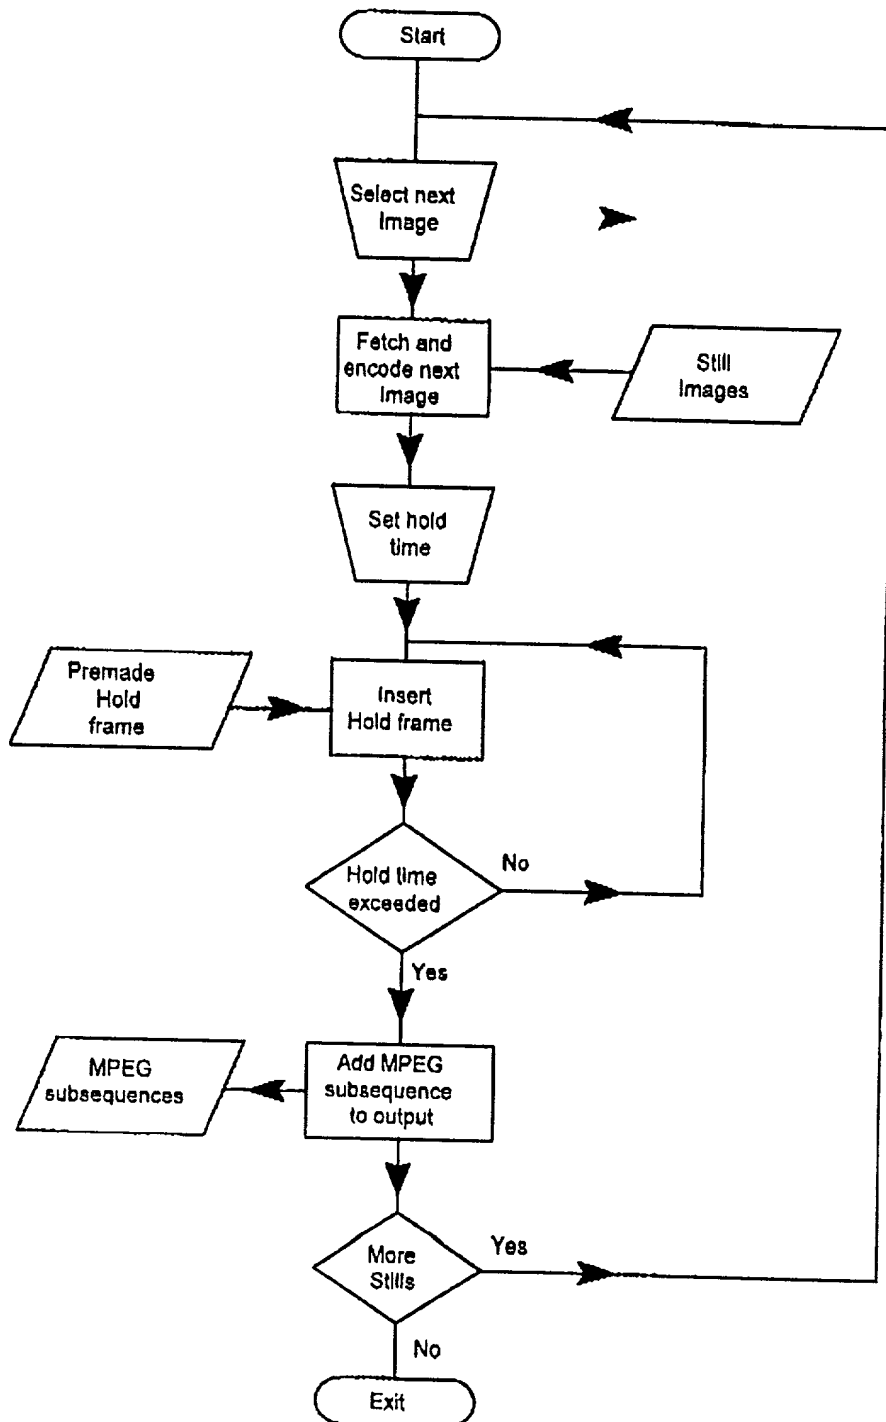 Start
Select next
Image
Fetch and
encode next
Image
Still
Images
Set hold
time
Premade
Hold
frame
Insert
Hold frame
Hold time
exceeded
No
Yes
MPEG
subsequences
Add MPEG
subsequence
to output
More
Stills
Yes
No
Exit